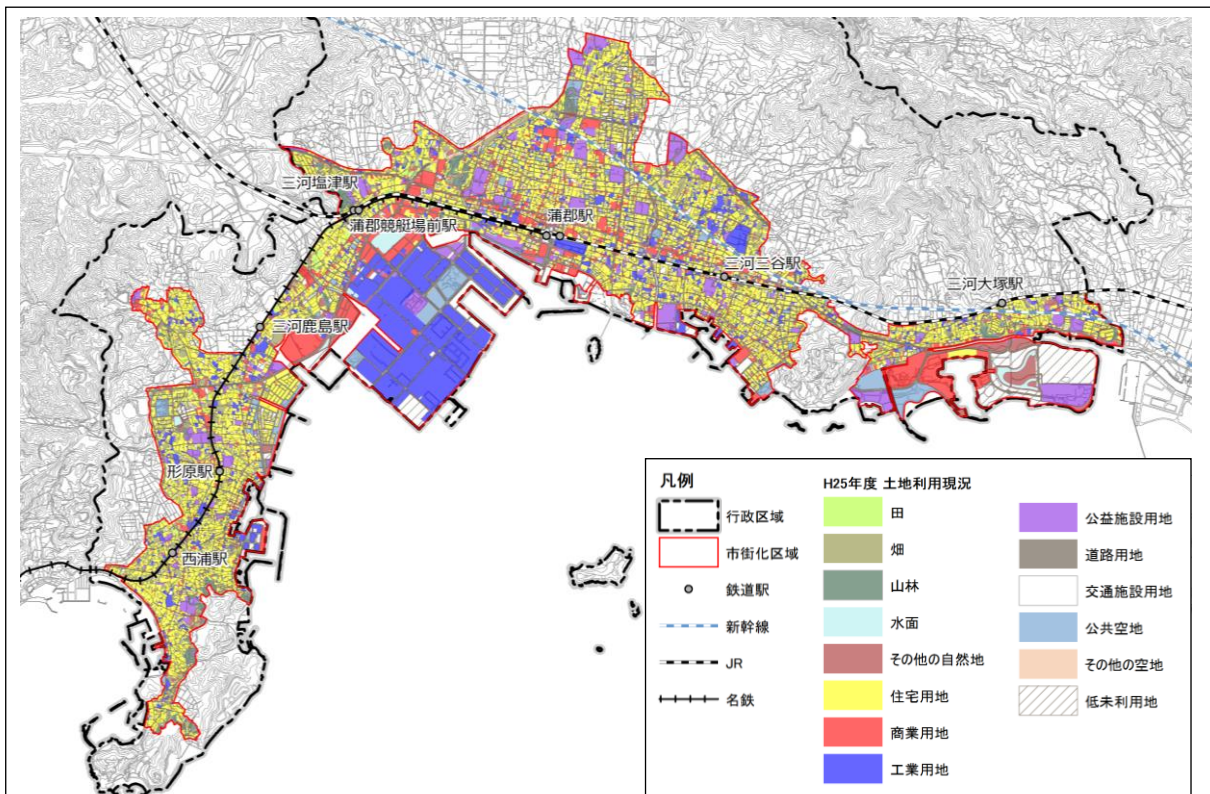 三河塩津駅
蒲郡競艇場前駅
蒲郡駅
三河三谷駅
三河大塚駅
三河鹿島駅
形原駅
西浦駅
凡例
行政区域
市街化区域
鉄道駅
新幹線
JR
名鉄
H25年度 土地利用現況
田
畑
山林
水面
その他の自然地
住宅用地
商業用地
工業用地
公益施設用地
道路用地
交通施設用地
公共空地
その他の空地
低未利用地